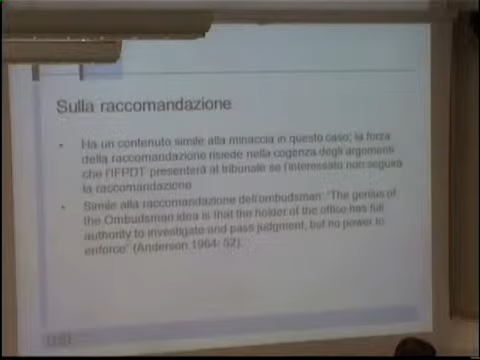 Sulla raccomandazione
Ha un contenuto simile alla minaccia in questo caso; la forza
della raccomandazione risiede nella cogenza degli argomenti
che l'IFPDT presenterà al tribunale se l'interessato non seguirà
la raccomandazione
Simile alla raccomandazione dell'ombudsman: "The genius of
the Ombudsman idea is that the holder of the office has full
authority to investigate and pass judgment, but no power to
enforce" (Anderson 1964: 52).
USI